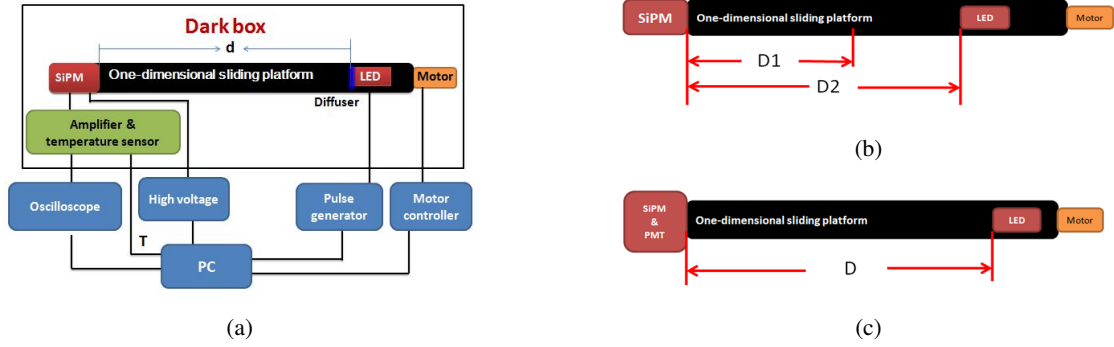 Dark box
d
SiPM
One-dimensional sliding platform
LED
Motor
Diffuser
Amplifier &
temperature sensor
Oscilloscope
High voltage
Pulse
generator
Motor
controller
T
PC
(a)
SiPM
One-dimensional sliding platform
LED
Motor
D1
D2
(b)
SiPM
&
PMT
One-dimensional sliding platform
LED
Motor
D
(c)